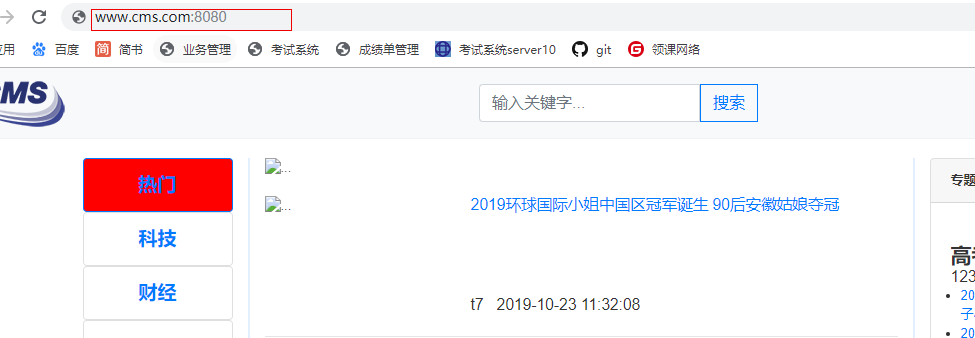 www.cms.com:8080
应用 百度 简书 业务管理 考试系统 成绩单管理 考试系统server10 git 领课网络
CMS 输入关键字... 搜索
热门
科技
财经
...
... 2019环球国际小姐中国区冠军诞生 90后安徽姑娘夺冠
t7 2019-10-23 11:32:08
专题
高考
123
20
子
20